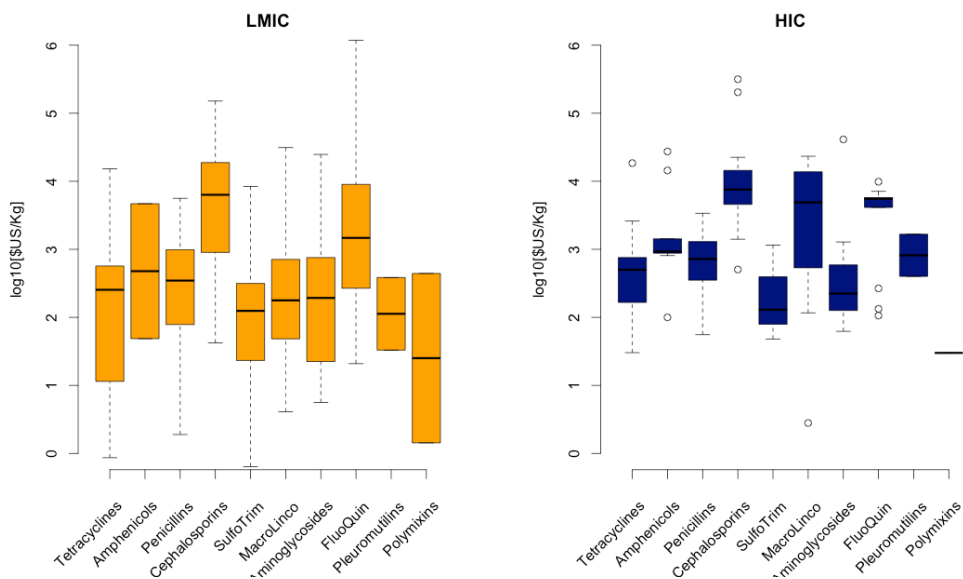 LMIC
log10[$US/Kg]
6
5
4
3
2
1
0
Tetracyclines
Amphenicols
Penicillins
Cephalosporins
SulfoTrim
MacroLinco
Aminoglycosides
FluoQuin
Pleuromutilins
Polymixins
HIC
log10[$US/Kg]
6
5
4
3
2
1
0
Tetracyclines
Amphenicols
Penicillins
Cephalosporins
SulfoTrim
MacroLinco
Aminoglycosides
FluoQuin
Pleuromutilins
Polymixins